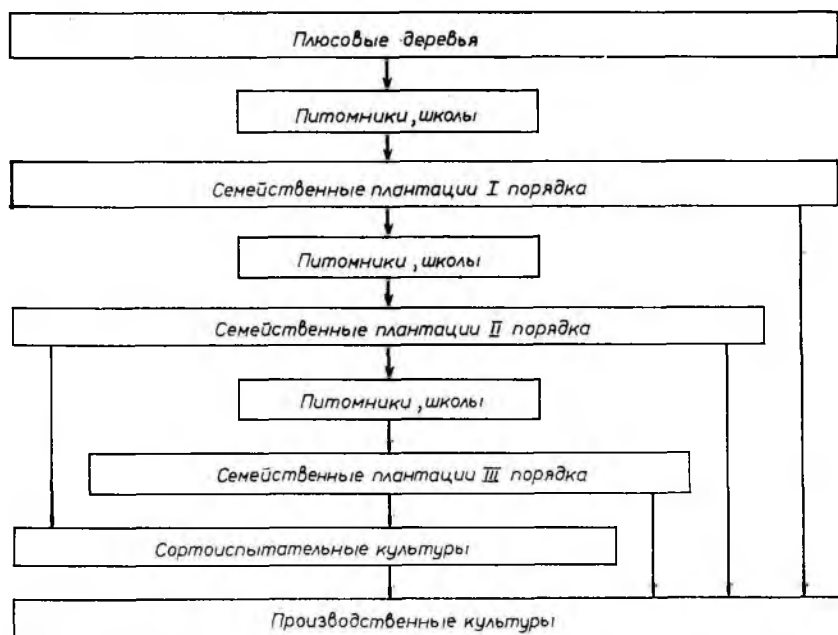 Плюсовые деревья
Питомники, школы
Семейственные плантации I порядка
Питомники, школы
Семейственные плантации II порядка
Питомники, школы
Семейственные плантации III порядка
Сортоиспытательные культуры
Производственные культуры